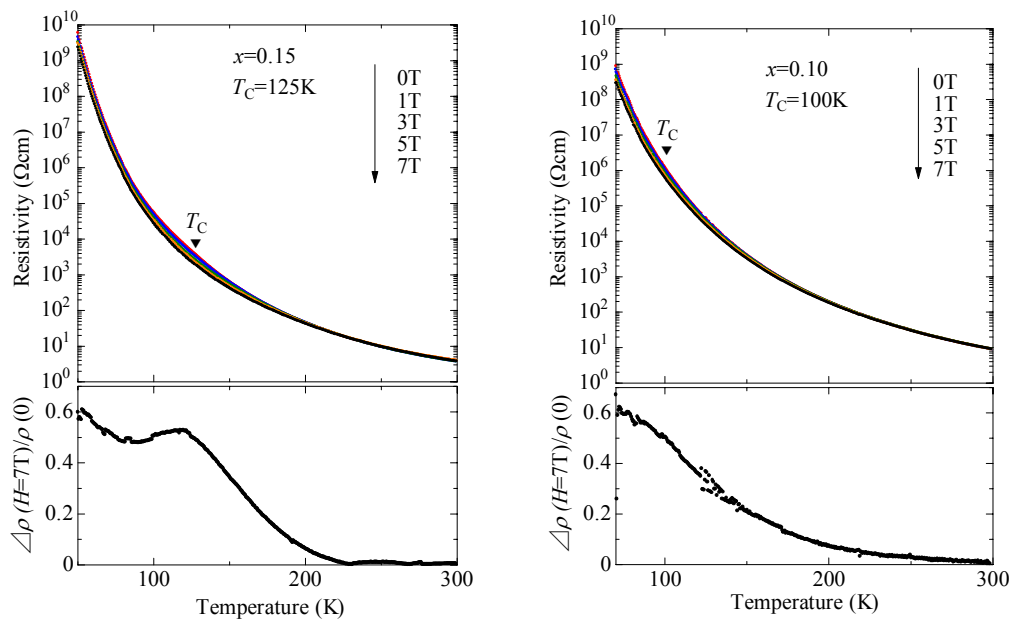 10^10
10^9
10^8
10^7
10^6
10^5
10^4
10^3
10^2
10^1
10^0
Resistivity (Ωcm)
x=0.15
T_C=125K
0T
1T
3T
5T
7T
T_C
0.6
0.4
0.2
0
Δρ (H=7T)/ρ (0)
100 200 300
Temperature (K)
10^10
10^9
10^8
10^7
10^6
10^5
10^4
10^3
10^2
10^1
10^0
Resistivity (Ωcm)
x=0.10
T_C=100K
0T
1T
3T
5T
7T
T_C
0.6
0.4
0.2
0
Δρ (H=7T)/ρ (0)
100 200 300
Temperature (K)